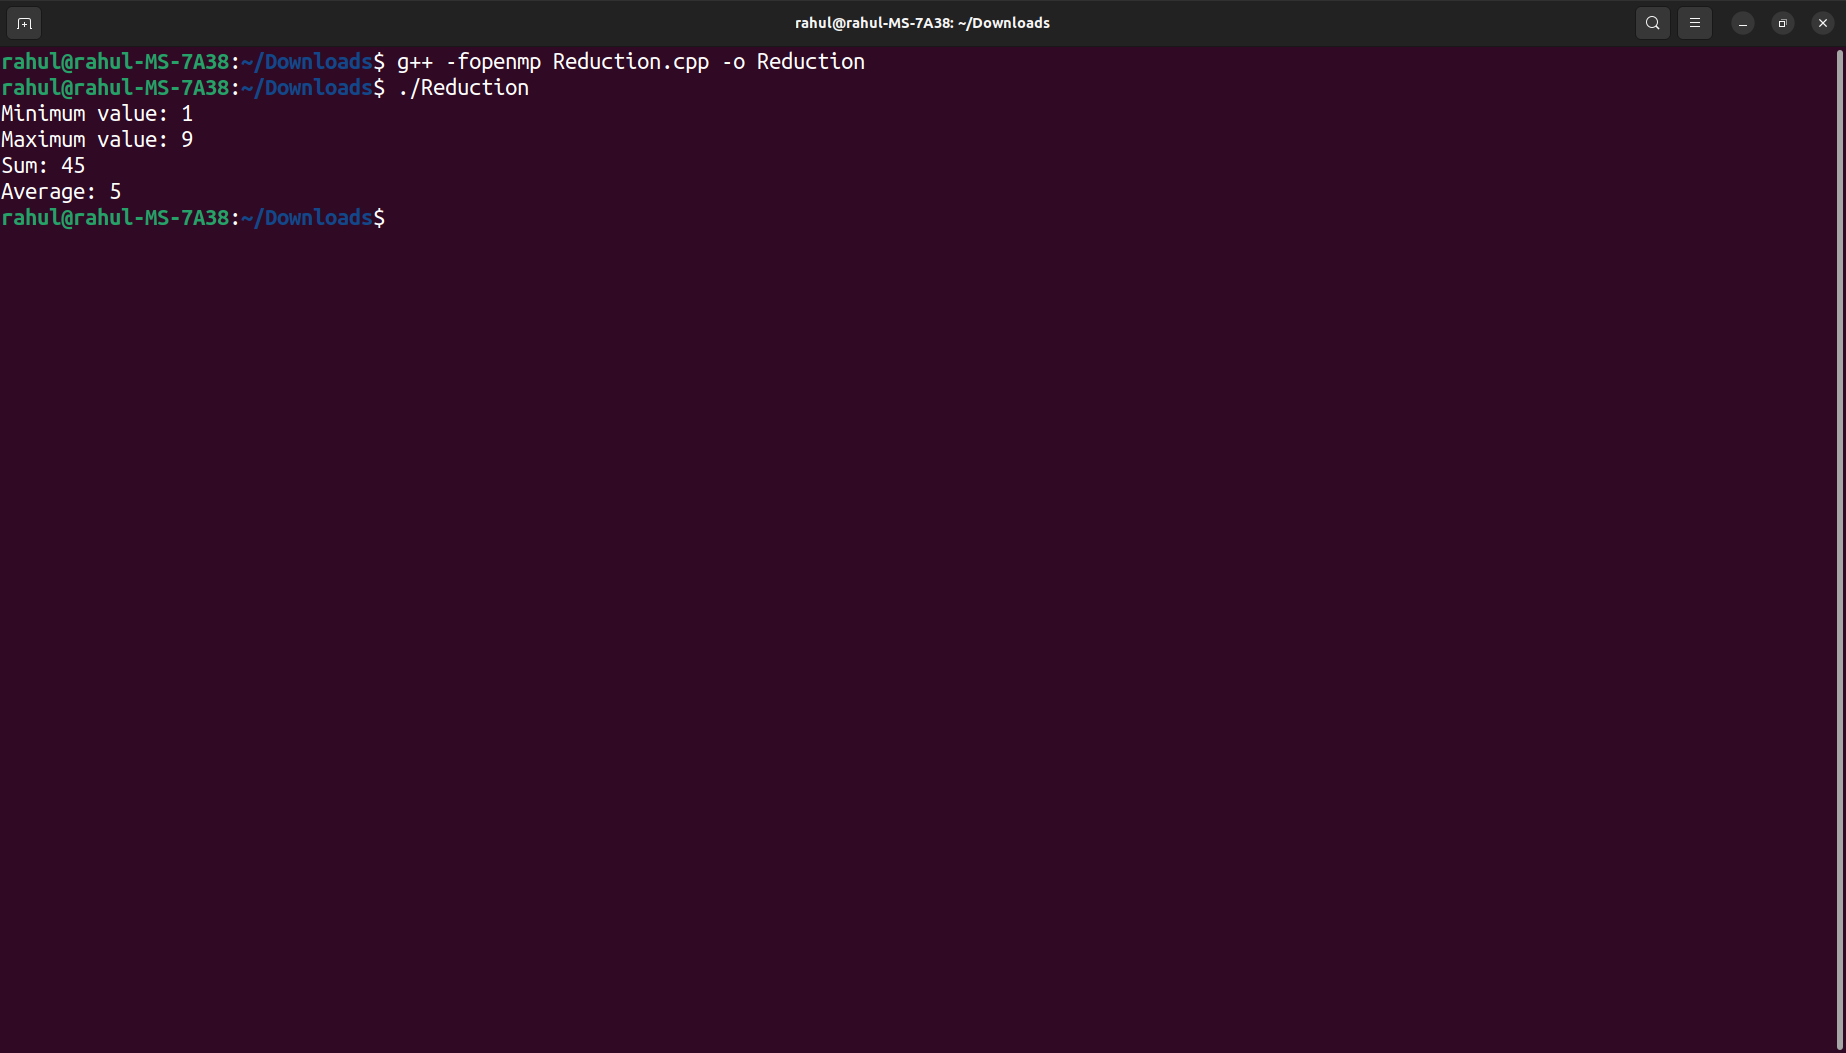 rahul@rahul-MS-7A38: ~/Downloads
rahul@rahul-MS-7A38:~/Downloads$ g++ -fopenmp Reduction.cpp -o Reduction
rahul@rahul-MS-7A38:~/Downloads$ ./Reduction
Minimum value: 1
Maximum value: 9
Sum: 45
Average: 5
rahul@rahul-MS-7A38:~/Downloads$